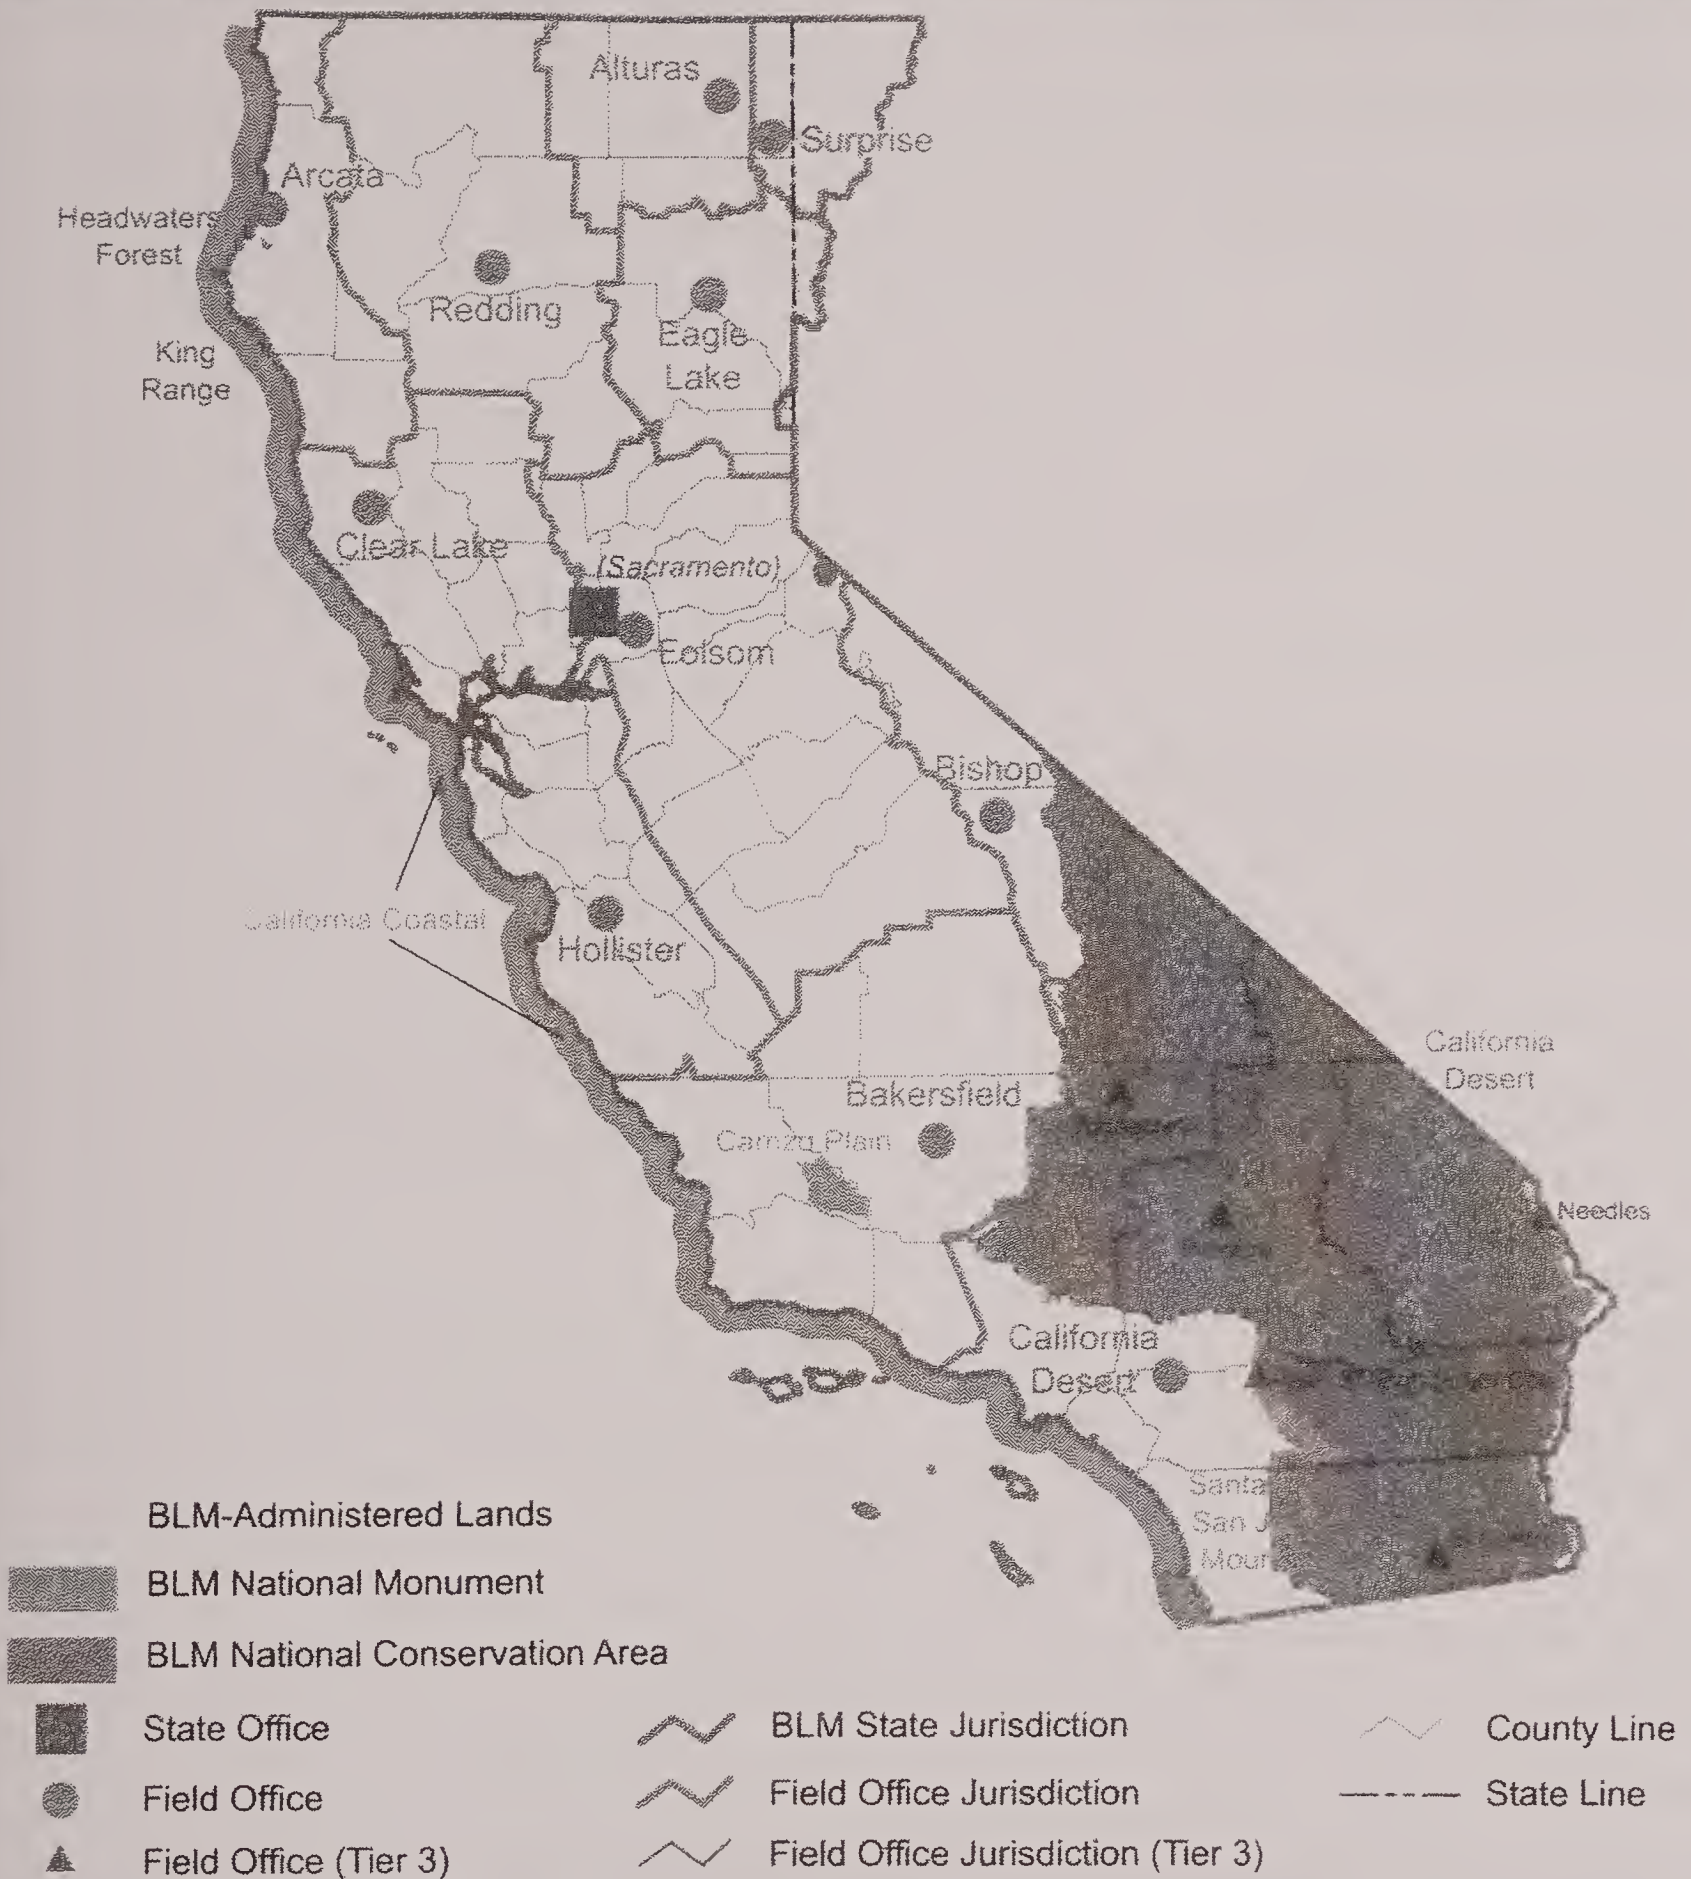 Alturas
Surprise
Arcata
Headwaters
Forest
Redding
Eagle
Lake
King
Range
Clear Lake
(Sacramento)
Folsom
Bishop
California Coastal
Hollister
California
Desert
Bakersfield
Carrizo Plain
Needles
California
Desert
Santa
San J
Moun
BLM-Administered Lands
BLM National Monument
BLM National Conservation Area
State Office
BLM State Jurisdiction
County Line
Field Office
Field Office Jurisdiction
State Line
Field Office (Tier 3)
Field Office Jurisdiction (Tier 3)